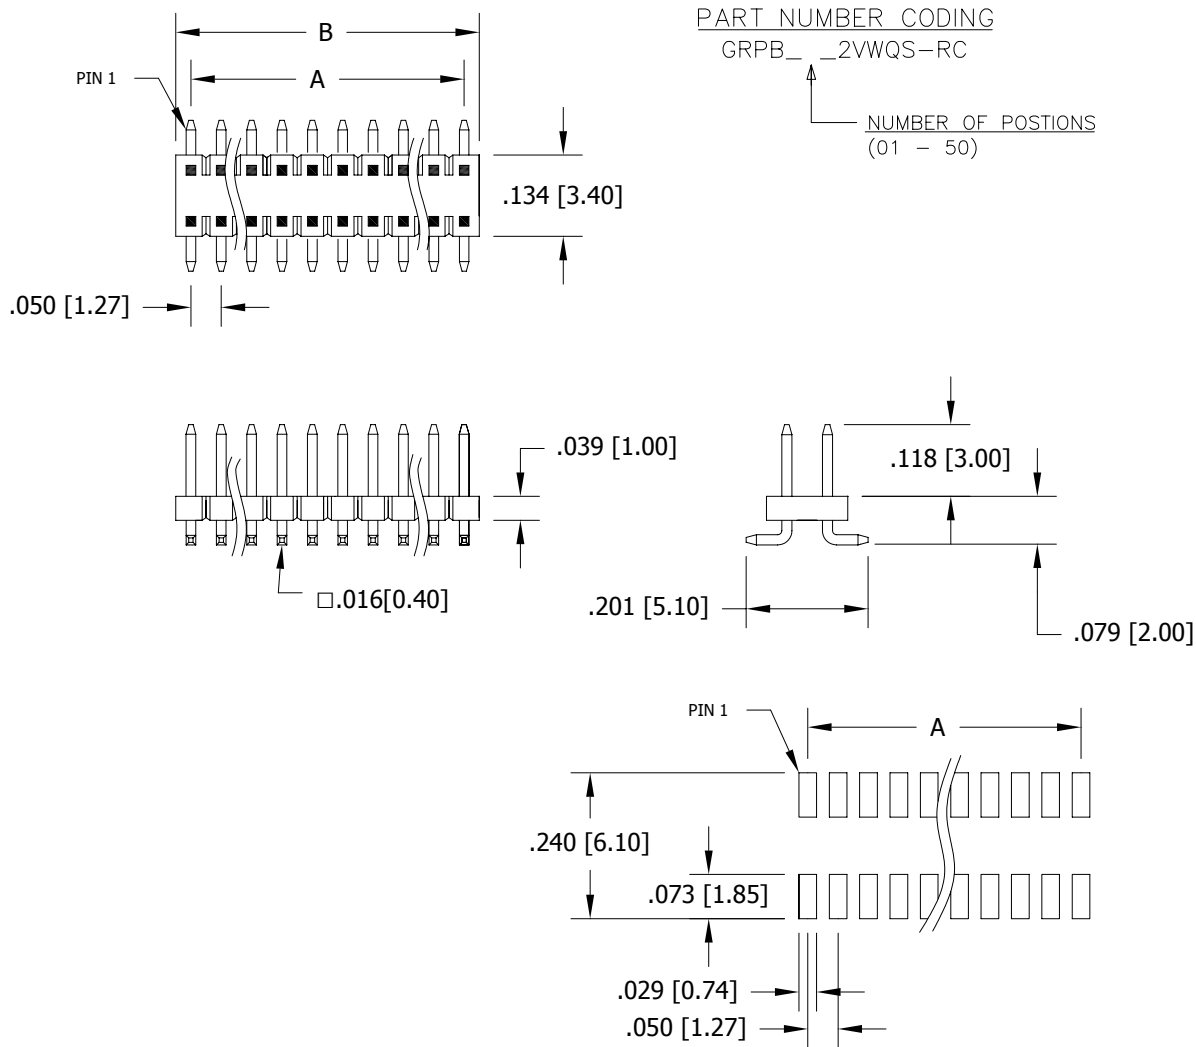 PART NUMBER CODING
GRPB_ _2VWQS-RC
NUMBER OF POSTIONS
(01 - 50)
B
A
PIN 1
.134 [3.40]
.050 [1.27]
.039 [1.00]
□.016[0.40]
.118 [3.00]
.201 [5.10]
.079 [2.00]
PIN 1
A
.240 [6.10]
.073 [1.85]
.029 [0.74]
.050 [1.27]